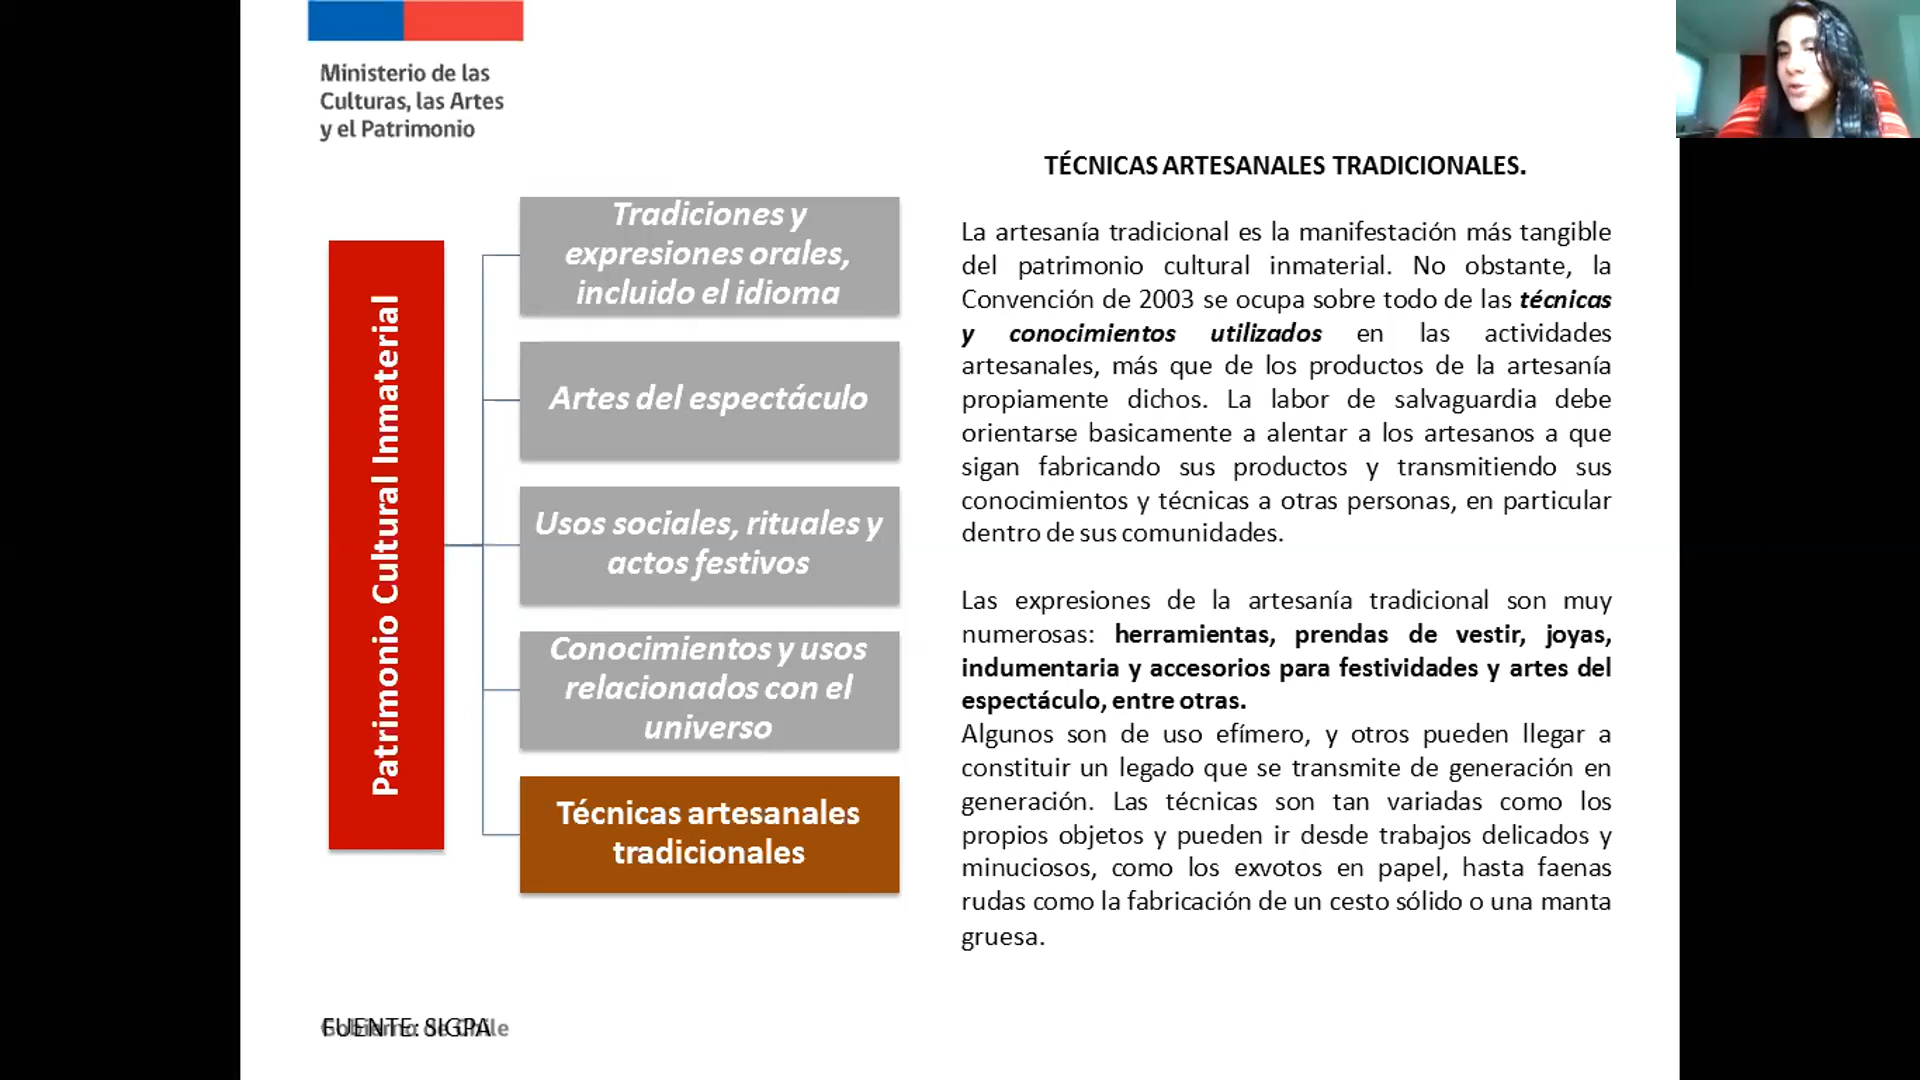 Ministerio de las
Culturas, las Artes
y el Patrimonio
Patrimonio Cultural Inmaterial
Tradiciones y
expresiones orales,
incluido el idioma
Artes del espectáculo
Usos sociales, rituales y
actos festivos
Conocimientos y usos
relacionados con el
universo
Técnicas artesanales
tradicionales
TÉCNICAS ARTESANALES TRADICIONALES.
La artesanía tradicional es la manifestación más tangible
del patrimonio cultural inmaterial. No obstante, la
Convención de 2003 se ocupa sobre todo de las técnicas
y conocimientos utilizados en las actividades
artesanales, más que de los productos de la artesanía
propiamente dichos. La labor de salvaguardia debe
orientarse basicamente a alentar a los artesanos a que
sigan fabricando sus productos y transmitiendo sus
conocimientos y técnicas a otras personas, en particular
dentro de sus comunidades.
Las expresiones de la artesanía tradicional son muy
numerosas: herramientas, prendas de vestir, joyas,
indumentaria y accesorios para festividades y artes del
espectáculo, entre otras.
Algunos son de uso efímero, y otros pueden llegar a
constituir un legado que se transmite de generación en
generación. Las técnicas son tan variadas como los
propios objetos y pueden ir desde trabajos delicados y
minuciosos, como los exvotos en papel, hasta faenas
rudas como la fabricación de un cesto sólido o una manta
gruesa.
FUENTE: SIGPA
Gobierno de Chile